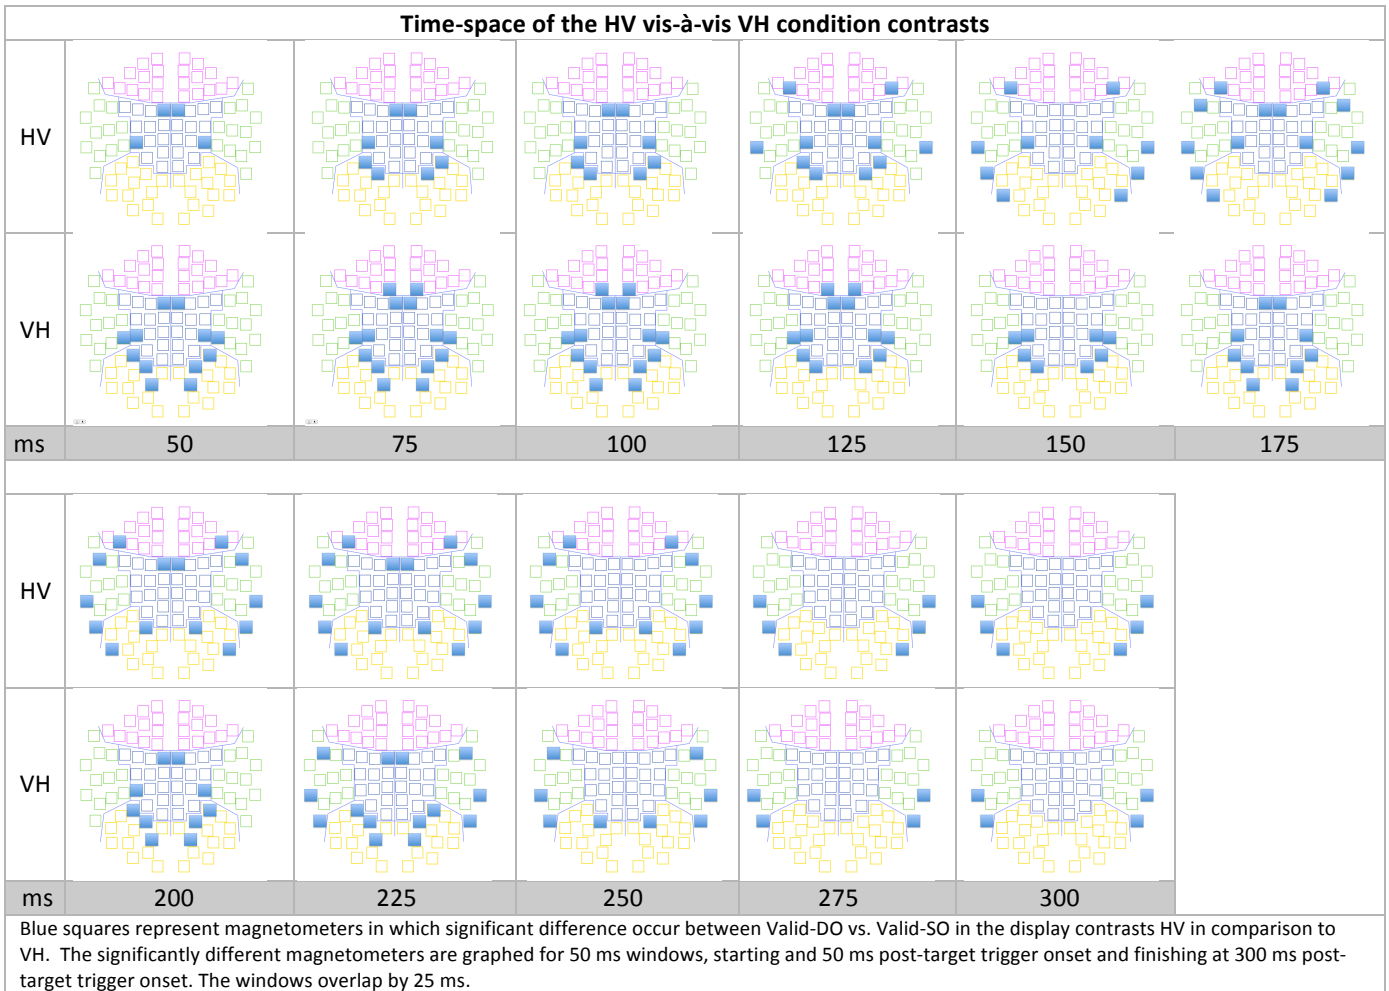 Time-space of the HV vis-à-vis VH condition contrasts
HV
VH
ms 50 75 100 125 150 175
HV
VH
ms 200 225 250 275 300
Blue squares represent magnetometers in which significant difference occur between Valid-DO vs. Valid-SO in the display contrasts HV in comparison to
VH. The significantly different magnetometers are graphed for 50 ms windows, starting and 50 ms post-target trigger onset and finishing at 300 ms post-
target trigger onset. The windows overlap by 25 ms.